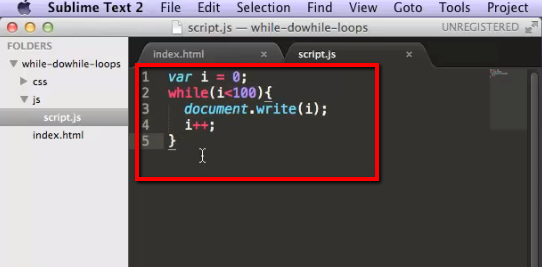 Sublime Text 2 File Edit Selection Find View Goto Tools Project
script.js — while-dowhile-loops UNREGISTERED
FOLDERS
while-dowhile-loops
css
js
script.js
index.html
index.html × script.js ×
1 var i = 0;
2 while(i<100){
3 document.write(i);
4 i++;
5 }